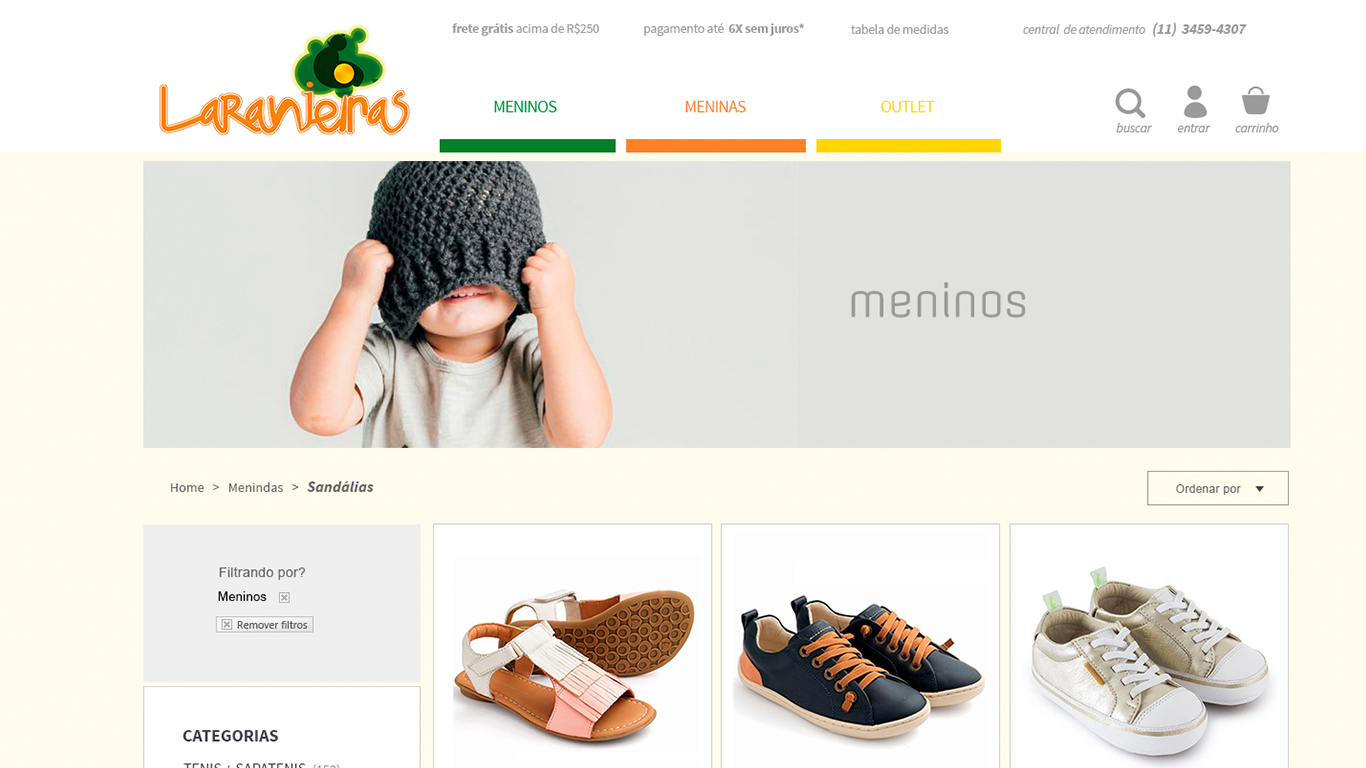 frete grátis acima de R$250
pagamento até 6X sem juros*
tabela de medidas
central de atendimento (11) 3459-4307
Laranjeiras
MENINOS
MENINAS
OUTLET
buscar
entrar
carrinho
meninos
Home > Menindas > Sandálias
Ordenar por
Filtrando por?
Meninos
Remover filtros
CATEGORIAS
TENIS + SAPATENIS (152)